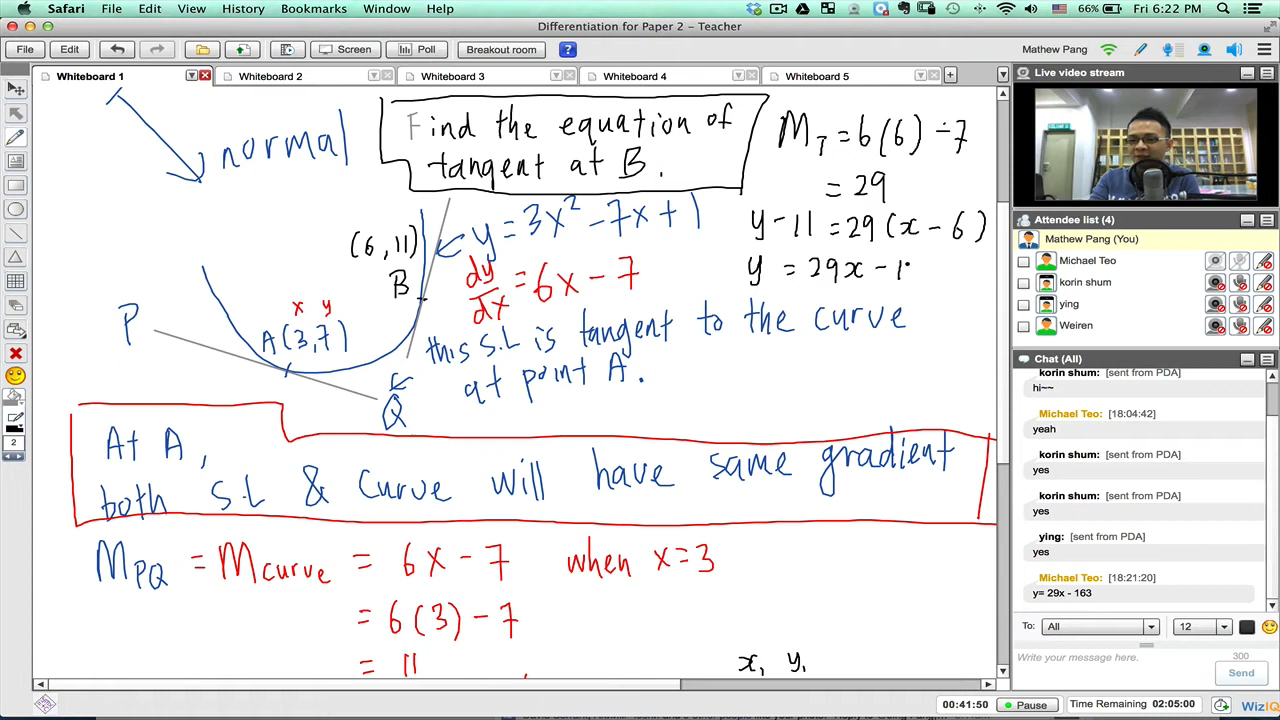 Safari File Edit View History Bookmarks Window Help
66% Fri 6:22 PM
Differentiation for Paper 2 - Teacher
File Edit Screen Poll Breakout room ? Mathew Pang
Whiteboard 1 Whiteboard 2 Whiteboard 3 Whiteboard 4 Whiteboard 5
normal
Find the equation of
tangent at B.
M_T = 6(6) - 7
= 29
y - 11 = 29(x - 6)
y = 29x - 1
(6, 11)
B
y = 3x² - 7x + 1
dy/dx = 6x - 7
x y
A(3,7)
P
Q
this S.L is tangent to the curve
at point A.
At A,
both S.L & Curve will have same gradient
M_PQ = M_curve = 6x - 7 when x = 3
= 6(3) - 7
= 11
x, y,
2
Live video stream
Attendee list (4)
Mathew Pang (You)
Michael Teo
korin shum
ying
Weiren
Chat (All)
korin shum: [sent from PDA]
hi~~
Michael Teo: [18:04:42]
yeah
korin shum: [sent from PDA]
yes
korin shum: [sent from PDA]
yes
ying: [sent from PDA]
yes
Michael Teo: [18:21:20]
y= 29x - 163
To: All 12
Write your message here. 300
Send
00:41:50 Pause Time Remaining 02:05:00 WizIQ